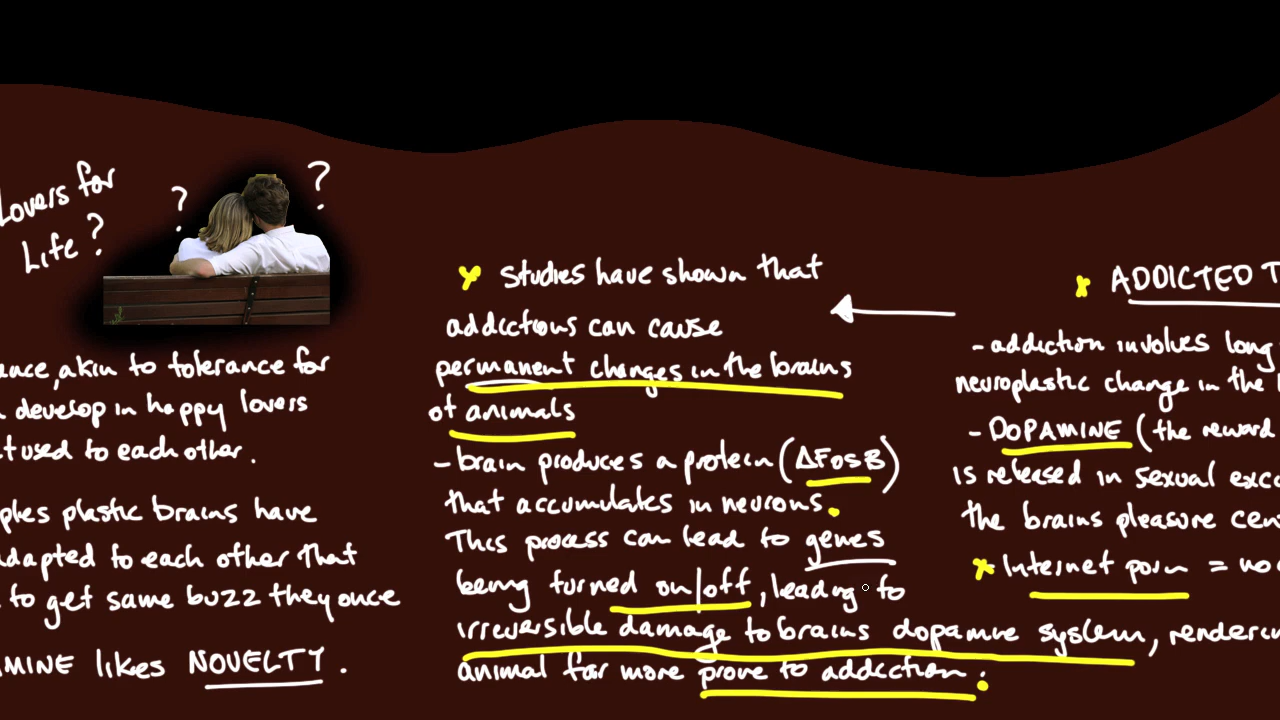 Lovers for
Life?
? ?
ance, akin to tolerance for
develop in happy lovers
t used to each other.
ples plastic brains have
adapted to each other that
to get same buzz they once
MINE likes NOVELTY.
Studies have shown that
addictions can cause
permanent changes in the brains
of animals
- brain produces a protein (ΔFosB)
that accumulates in neurons.
This process can lead to genes
being turned on/off, leading to
irreversible damage to brains dopamine system, renderin
animal far more prove to addiction.
ADDICTED T
- addiction involves long
neuroplastic change in the
- DOPAMINE (the reward
is released in sexual exc
the brains pleasure cen
Internet porn = no